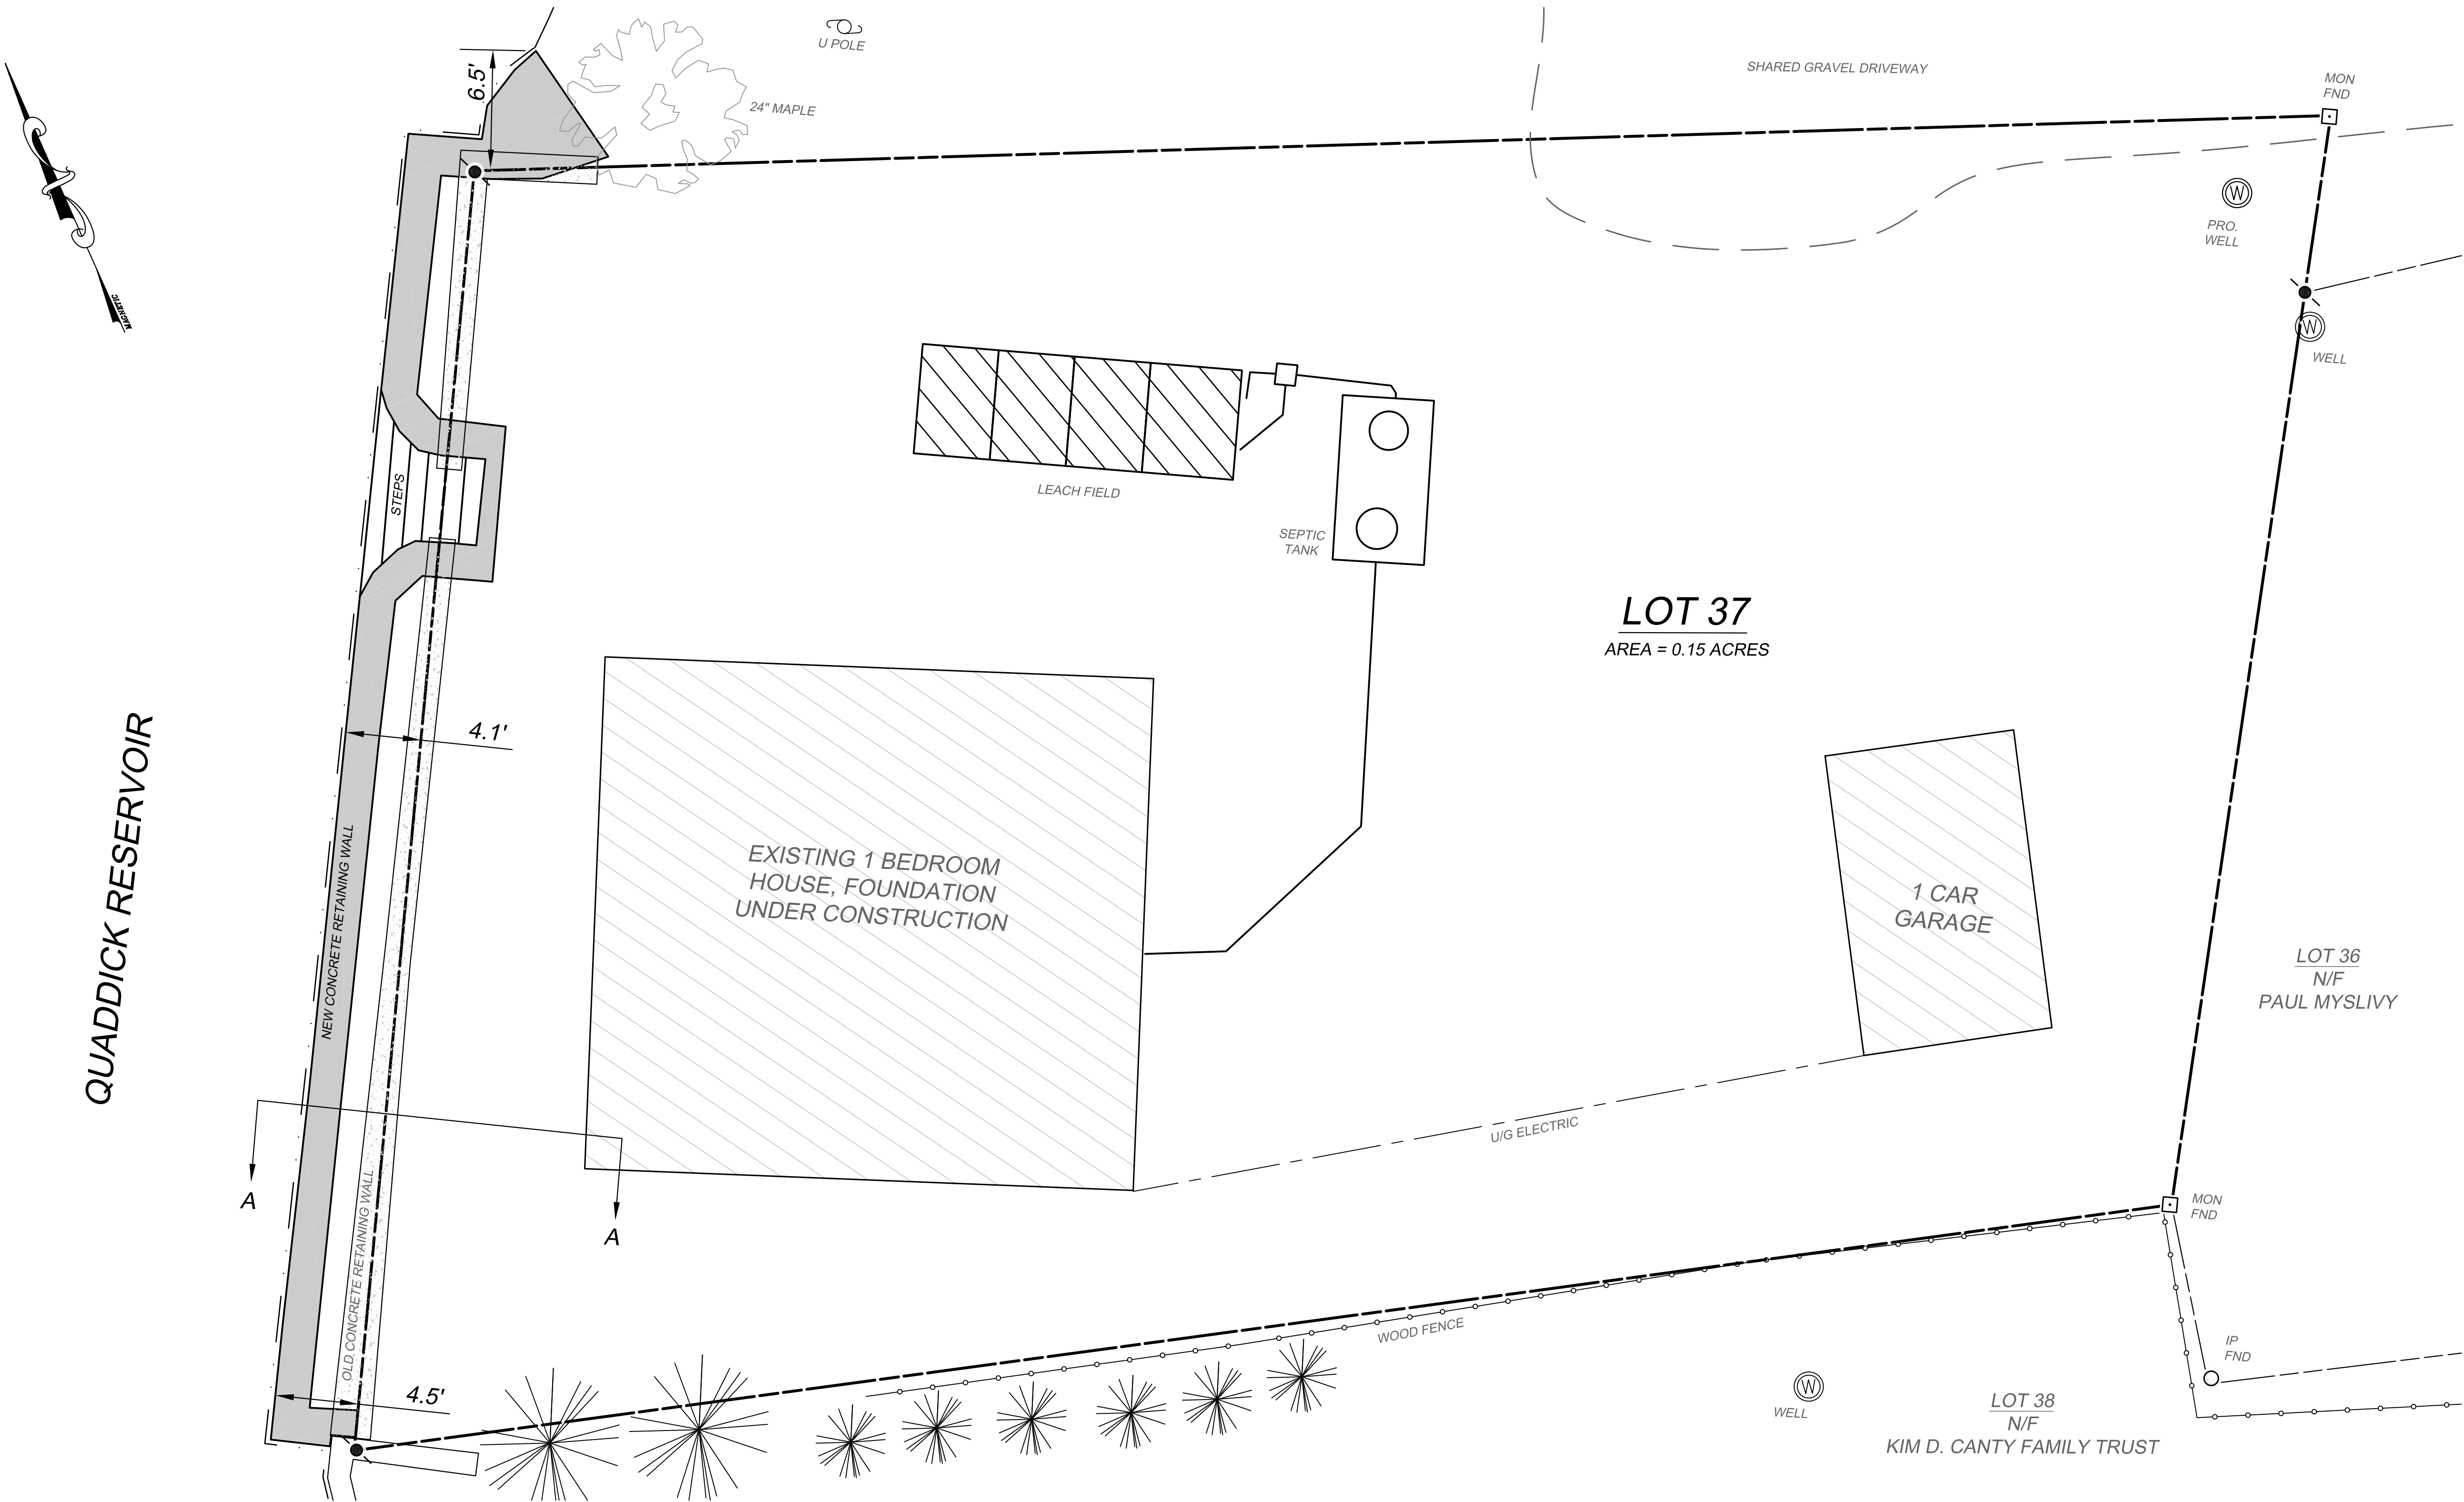 U POLE
6.5'
24" MAPLE
SHARED GRAVEL DRIVEWAY
MON
FND
MAGNETIC
PRO.
WELL
W
W
WELL
STEPS
LEACH FIELD
SEPTIC
TANK
LOT 37
AREA = 0.15 ACRES
4.1'
QUADDICK RESERVOIR
NEW CONCRETE RETAINING WALL
EXISTING 1 BEDROOM
HOUSE, FOUNDATION
UNDER CONSTRUCTION
1 CAR
GARAGE
LOT 36
N/F
PAUL MYSLIVY
U/G ELECTRIC
A
A
OLD CONCRETE RETAINING WALL
MON
FND
WOOD FENCE
IP
FND
4.5'
W
WELL
LOT 38
N/F
KIM D. CANTY FAMILY TRUST